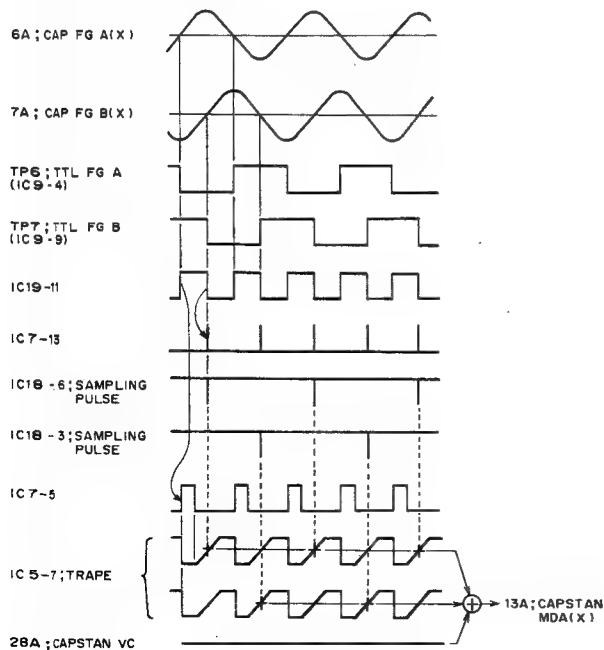 6A; CAP FG A(X)
7A; CAP FG B(X)
TP6; TTL FG A
(IC9-4)
TP7; TTL FG B
(IC9-9)
IC19-11
IC7-13
IC18-6; SAMPLING
PULSE
IC18-3; SAMPLING
PULSE
IC7-5
IC5-7; TRAPE
13A; CAPSTAN
MDA(X)
28A; CAPSTAN VC